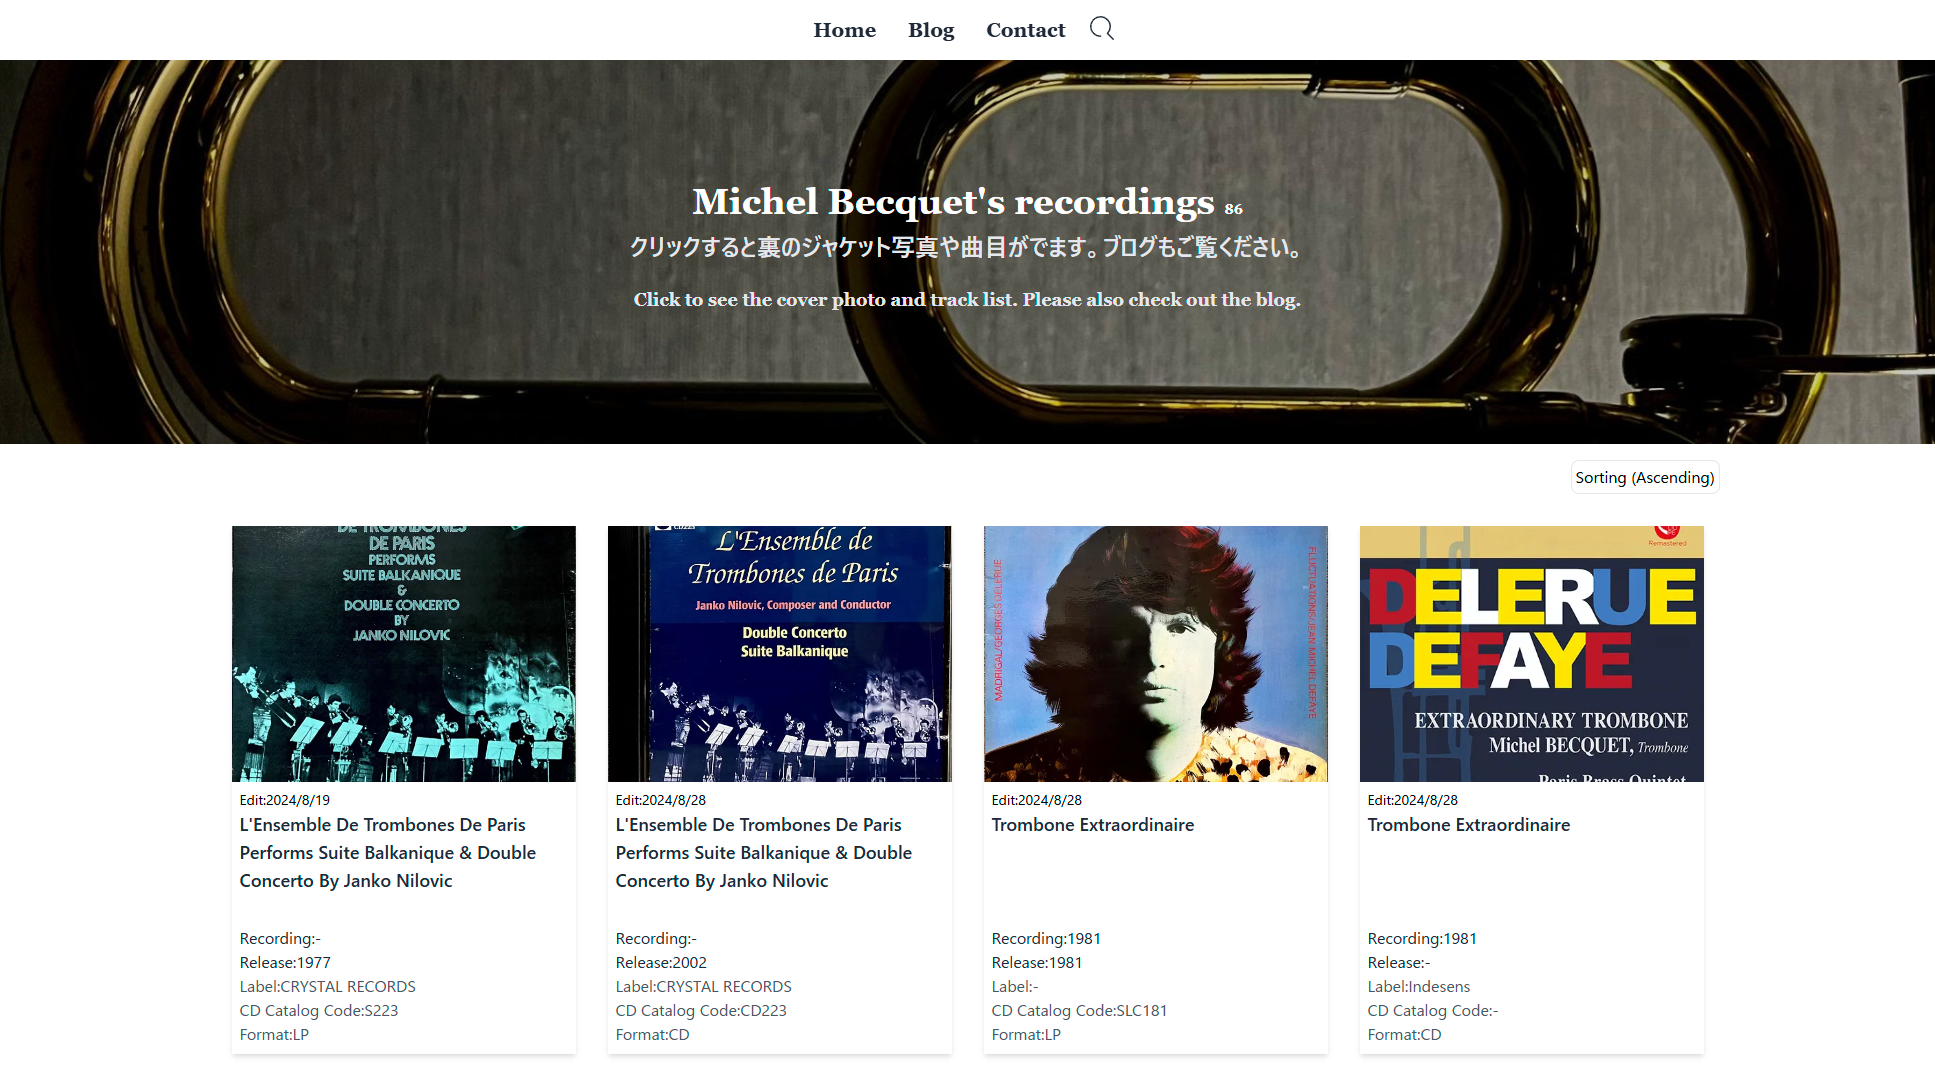 Home Blog Contact
Michel Becquet's recordings 86
クリックすると裏のジャケット写真や曲目がでます。ブログもご覧ください。
Click to see the cover photo and track list. Please also check out the blog.
Sorting (Ascending)
DE TROMBONES
DE PARIS
PERFORMS
SUITE BALKANIQUE
&
DOUBLE CONCERTO
BY
JANKO NILOVIC
Edit:2024/8/19
L'Ensemble De Trombones De Paris
Performs Suite Balkanique & Double
Concerto By Janko Nilovic
Recording:-
Release:1977
Label:CRYSTAL RECORDS
CD Catalog Code:S223
Format:LP
CD223
L'Ensemble de
Trombones de Paris
Janko Nilovic, Composer and Conductor
Double Concerto
Suite Balkanique
Edit:2024/8/28
L'Ensemble De Trombones De Paris
Performs Suite Balkanique & Double
Concerto By Janko Nilovic
Recording:-
Release:2002
Label:CRYSTAL RECORDS
CD Catalog Code:CD223
Format:CD
MADRIGAL/GEORGES DELERUE
FLUCTUATIONS/JEAN MICHEL DEFAYE
Edit:2024/8/28
Trombone Extraordinaire
Recording:1981
Release:1981
Label:-
CD Catalog Code:SLC181
Format:LP
Remastered
DELERUE
DEFAYE
EXTRAORDINARY TROMBONE
Michel BECQUET, Trombone
Paris Brass Quintet
Edit:2024/8/28
Trombone Extraordinaire
Recording:1981
Release:-
Label:Indesens
CD Catalog Code:-
Format:CD